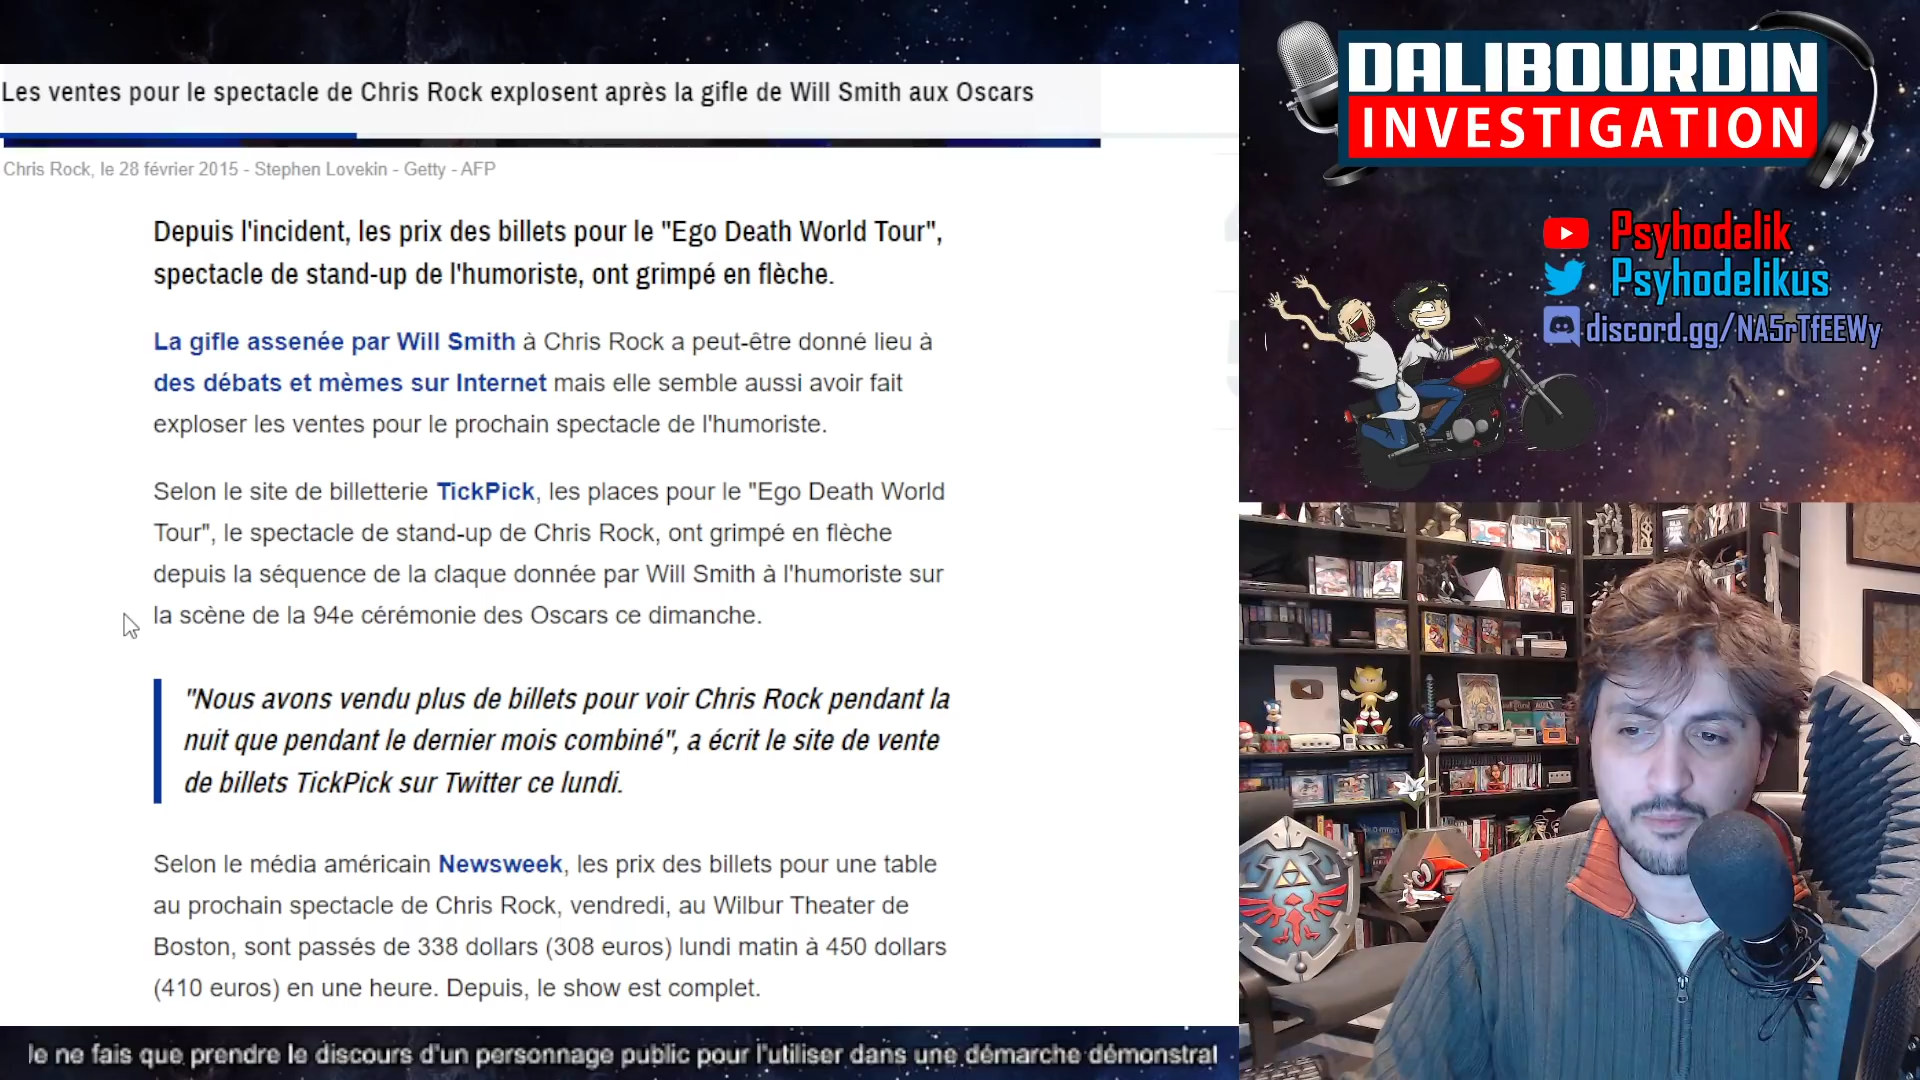 Les ventes pour le spectacle de Chris Rock explosent après la gifle de Will Smith aux Oscars
Chris Rock, le 28 février 2015 - Stephen Lovekin - Getty - AFP
Depuis l'incident, les prix des billets pour le "Ego Death World Tour",
spectacle de stand-up de l'humoriste, ont grimpé en flèche.
La gifle assenée par Will Smith à Chris Rock a peut-être donné lieu à
des débats et mèmes sur Internet mais elle semble aussi avoir fait
exploser les ventes pour le prochain spectacle de l'humoriste.
Selon le site de billetterie TickPick, les places pour le "Ego Death World
Tour", le spectacle de stand-up de Chris Rock, ont grimpé en flèche
depuis la séquence de la claque donnée par Will Smith à l'humoriste sur
la scène de la 94e cérémonie des Oscars ce dimanche.
"Nous avons vendu plus de billets pour voir Chris Rock pendant la
nuit que pendant le dernier mois combiné", a écrit le site de vente
de billets TickPick sur Twitter ce lundi.
Selon le média américain Newsweek, les prix des billets pour une table
au prochain spectacle de Chris Rock, vendredi, au Wilbur Theater de
Boston, sont passés de 338 dollars (308 euros) lundi matin à 450 dollars
(410 euros) en une heure. Depuis, le show est complet.
Je ne fais que prendre le discours d'un personnage public pour l'utiliser dans une démarche démonstrat
DALIBOURDIN
INVESTIGATION
Psyhodelik
Psyhodelikus
discord.gg/NA5rTfEEWy